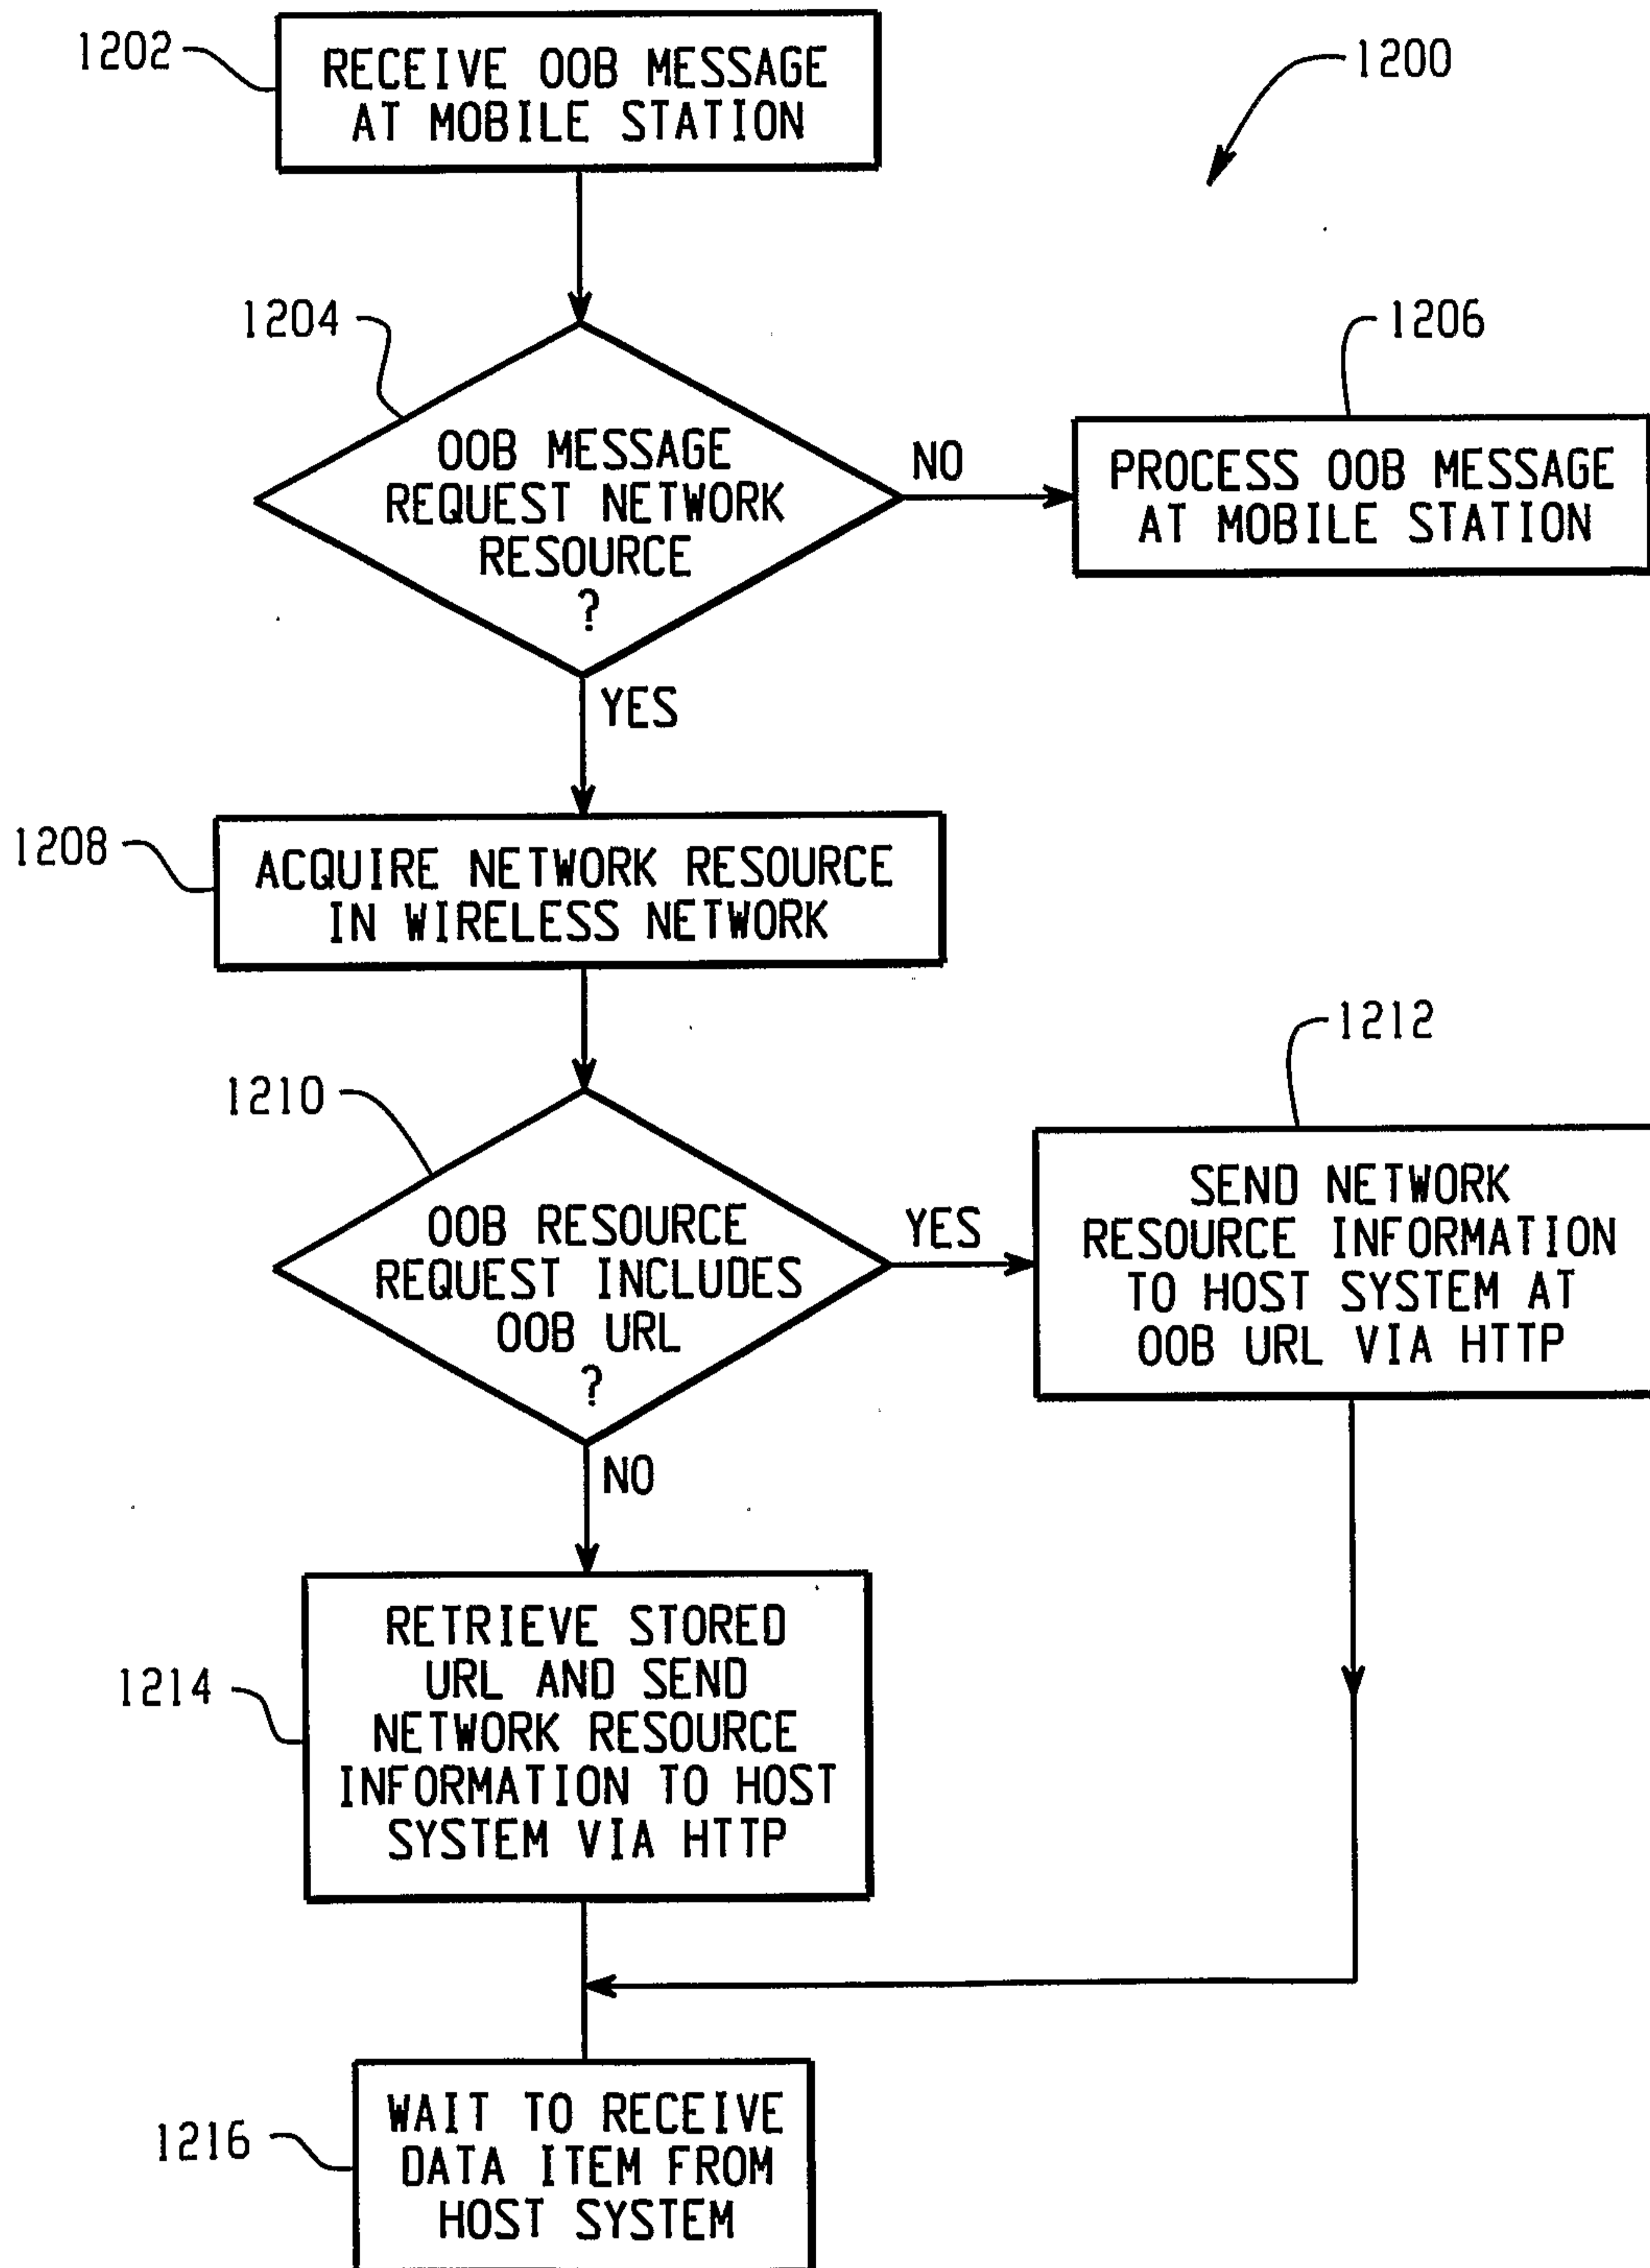 1202
RECEIVE OOB MESSAGE
AT MOBILE STATION
1200
1204
OOB MESSAGE
REQUEST NETWORK
RESOURCE
?
NO
1206
PROCESS OOB MESSAGE
AT MOBILE STATION
YES
1208
ACQUIRE NETWORK RESOURCE
IN WIRELESS NETWORK
1210
OOB RESOURCE
REQUEST INCLUDES
OOB URL
?
YES
1212
SEND NETWORK
RESOURCE INFORMATION
TO HOST SYSTEM AT
OOB URL VIA HTTP
NO
1214
RETRIEVE STORED
URL AND SEND
NETWORK RESOURCE
INFORMATION TO HOST
SYSTEM VIA HTTP
1216
WAIT TO RECEIVE
DATA ITEM FROM
HOST SYSTEM